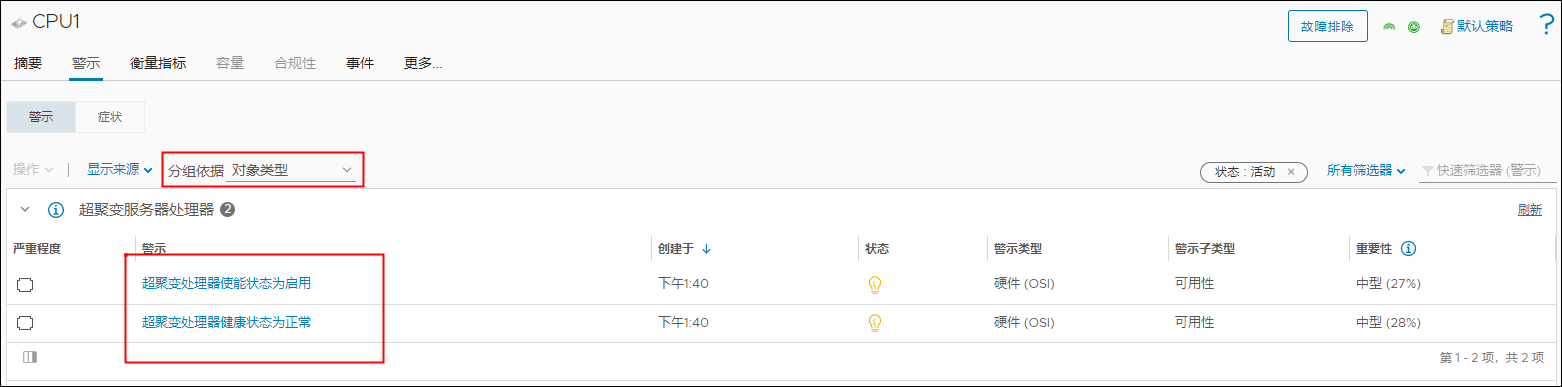 CPU1
故障排除 默认策略 ?
摘要 警示 衡量指标 容量 合规性 事件 更多...
警示 症状
操作 显示来源 分组依据 对象类型 状态 : 活动 × 所有筛选器 快速筛选器 (警示)
超聚变服务器处理器 2 刷新
严重程度 警示 创建于 状态 警示类型 警示子类型 重要性
超聚变处理器使能状态为启用 下午1:40 硬件 (OSI) 可用性 中型 (27%)
超聚变处理器健康状态为正常 下午1:40 硬件 (OSI) 可用性 中型 (28%)
第 1 - 2 项, 共 2 项